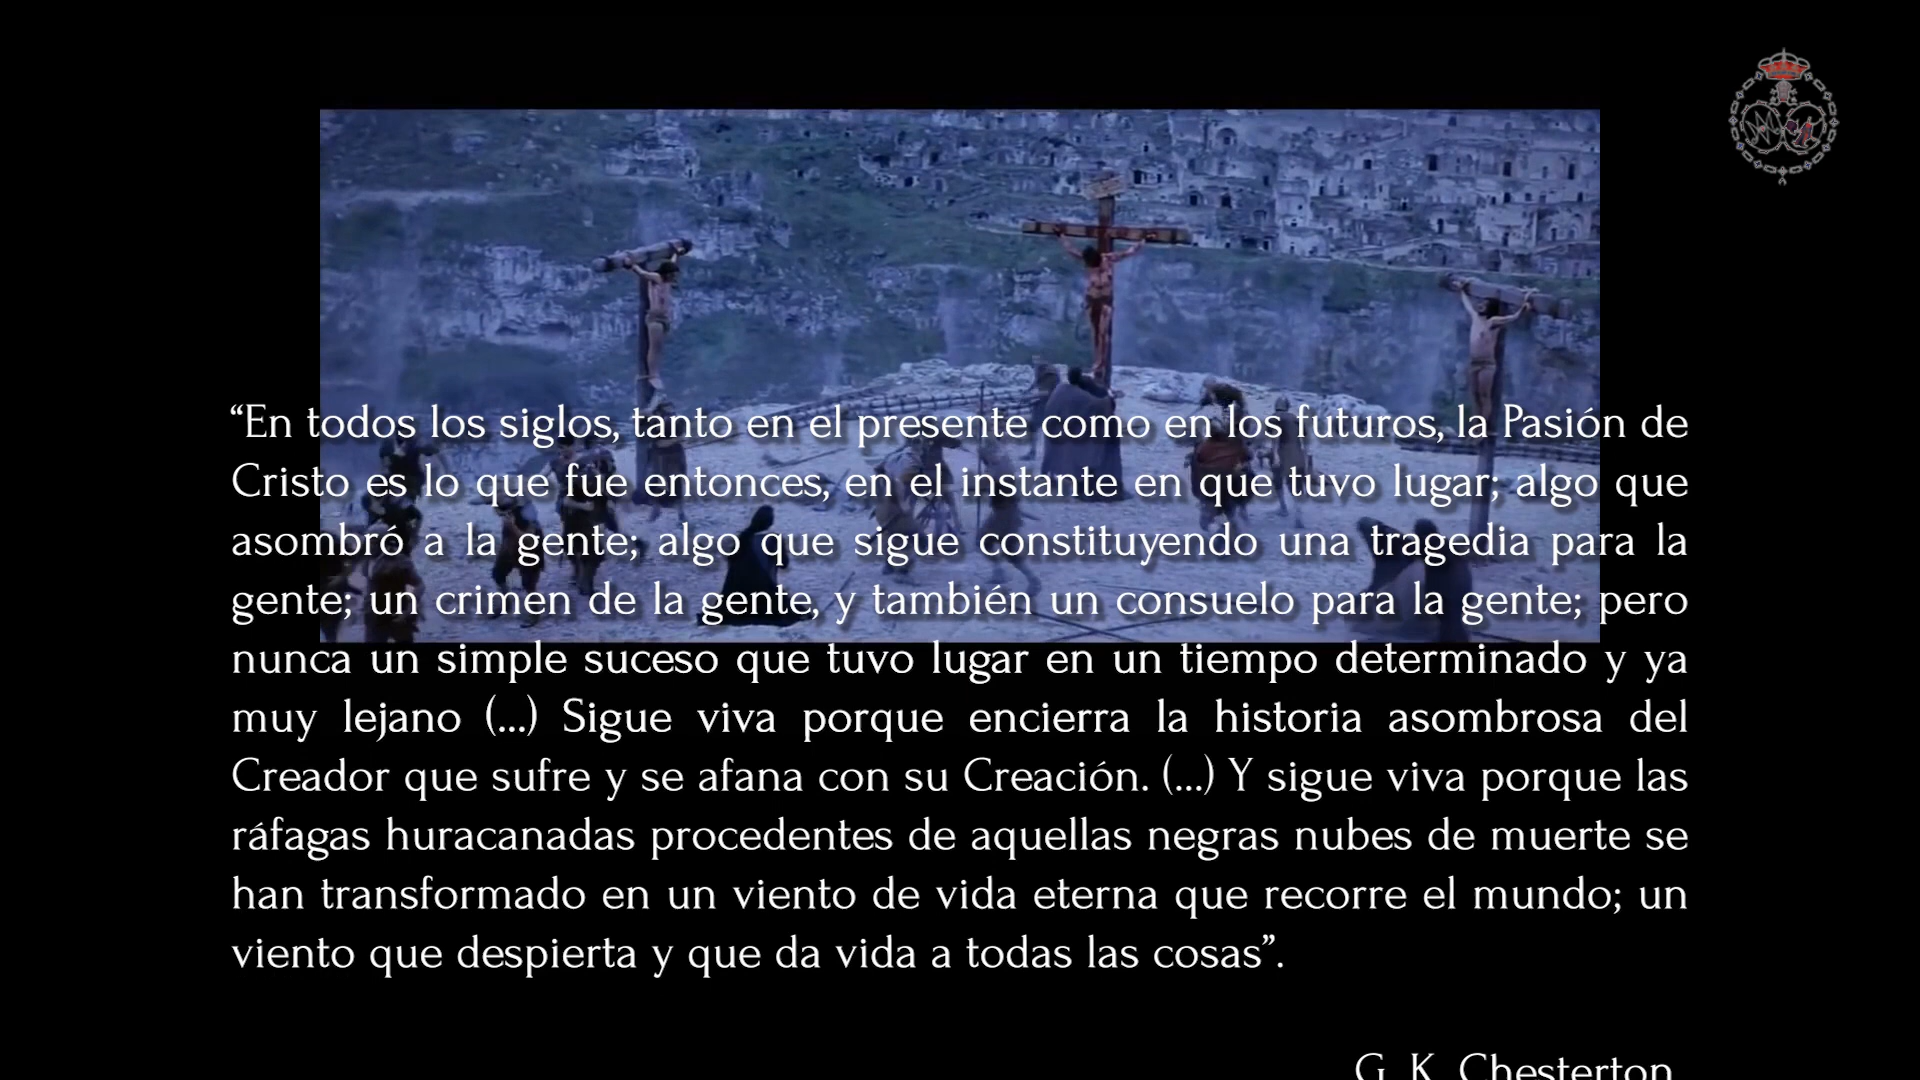 “En todos los siglos, tanto en el presente como en los futuros, la Pasión de
Cristo es lo que fue entonces, en el instante en que tuvo lugar; algo que
asombró a la gente; algo que sigue constituyendo una tragedia para la
gente; un crimen de la gente, y también un consuelo para la gente; pero
nunca un simple suceso que tuvo lugar en un tiempo determinado y ya
muy lejano (...) Sigue viva porque encierra la historia asombrosa del
Creador que sufre y se afana con su Creación. (...) Y sigue viva porque las
ráfagas huracanadas procedentes de aquellas negras nubes de muerte se
han transformado en un viento de vida eterna que recorre el mundo; un
viento que despierta y que da vida a todas las cosas”.
G. K. Chesterton